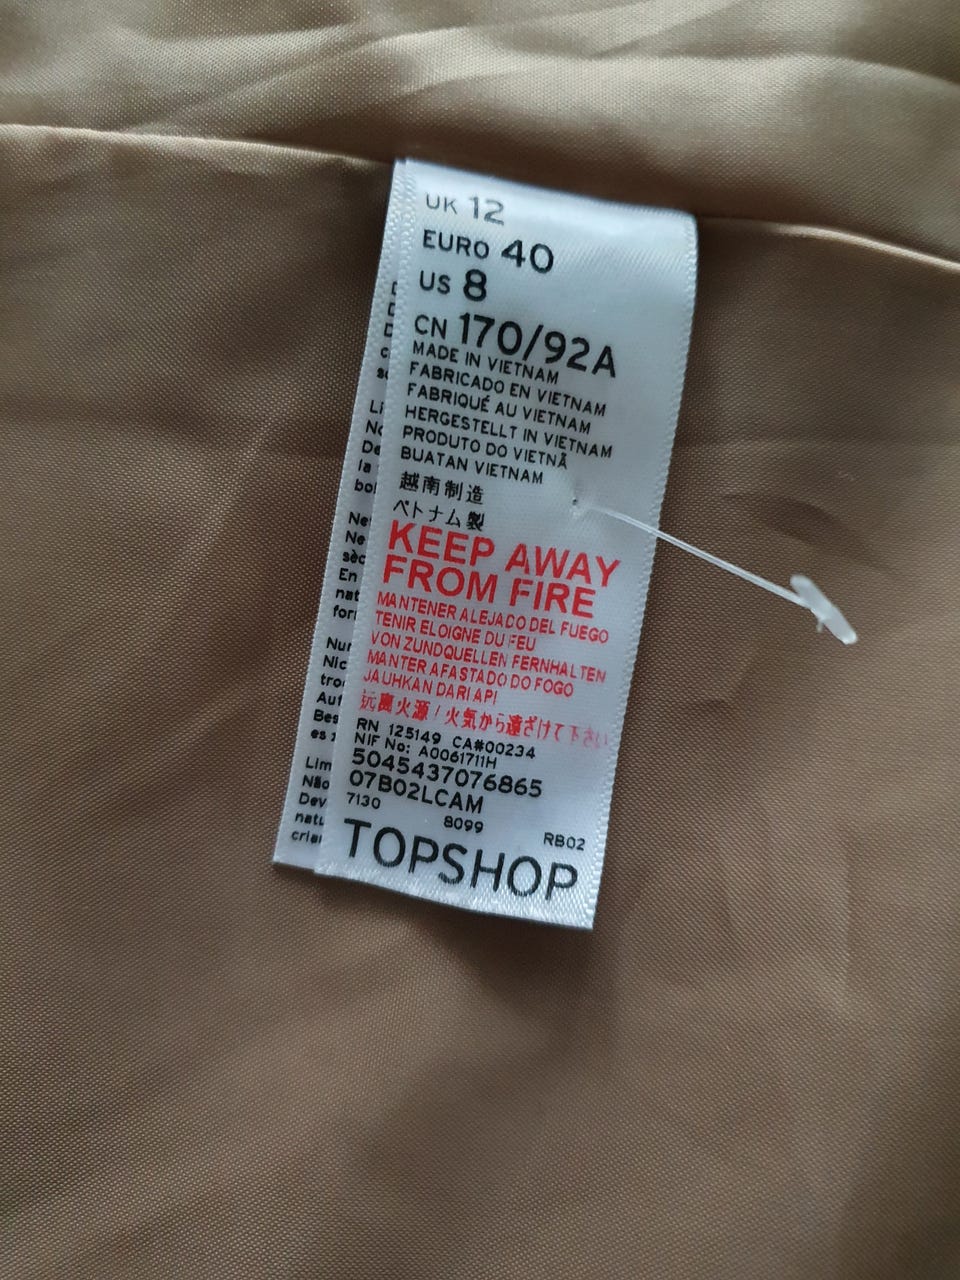 UK 12
EURO 40
US 8
CN 170/92A
MADE IN VIETNAM
FABRICADO EN VIETNAM
FABRIQUÉ AU VIETNAM
HERGESTELLT IN VIETNAM
PRODUTO DO VIETNÃ
BUATAN VIETNAM
越南制造
ベトナム製
KEEP AWAY
FROM FIRE
MANTENER ALEJADO DEL FUEGO
TENIR ELOIGNE DU FEU
VON ZUNDQUELLEN FERNHALTEN
MANTER AFASTADO DO FOGO
JAUHKAN DARI API
远离火源！火気から遠ざけて下さい
RN 125149 CA#00234
NIF No: A0061711H
5045437076865
07B02LCAM
7130
8099
RB02
TOPSHOP